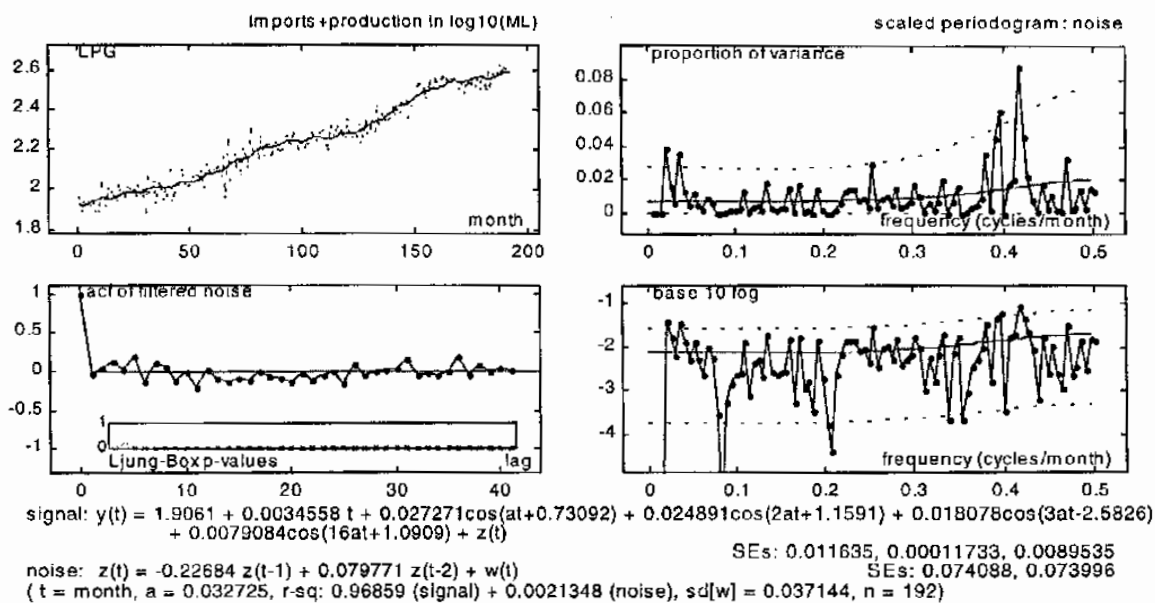 Imports+production in log10(ML)
LPG
2.6
2.4
2.2
2
1.8
0
50
100
150
200
month
scaled periodogram: noise
proportion of variance
0.08
0.06
0.04
0.02
0
0
0.1
0.2
0.3
0.4
0.5
frequency (cycles/month)
acf of filtered noise
1
0.5
0
-0.5
-1
1
0
Ljung-Box p-values
lag
0
10
20
30
40
base 10 log
-1
-2
-3
-4
frequency (cycles/month)
0
0.1
0.2
0.3
0.4
0.5
signal: y(t) = 1.9061 + 0.0034558 t + 0.027271cos(at+0.73092) + 0.024891cos(2at+1.1591) + 0.018078cos(3at-2.5826)
+ 0.0079084cos(16at+1.0909) + z(t)
SEs: 0.011635, 0.00011733, 0.0089535
noise: z(t) = -0.22684 z(t-1) + 0.079771 z(t-2) + w(t)
SEs: 0.074088, 0.073996
( t = month, a = 0.032725, r-sq: 0.96859 (signal) + 0.0021348 (noise), sd[w] = 0.037144, n = 192)